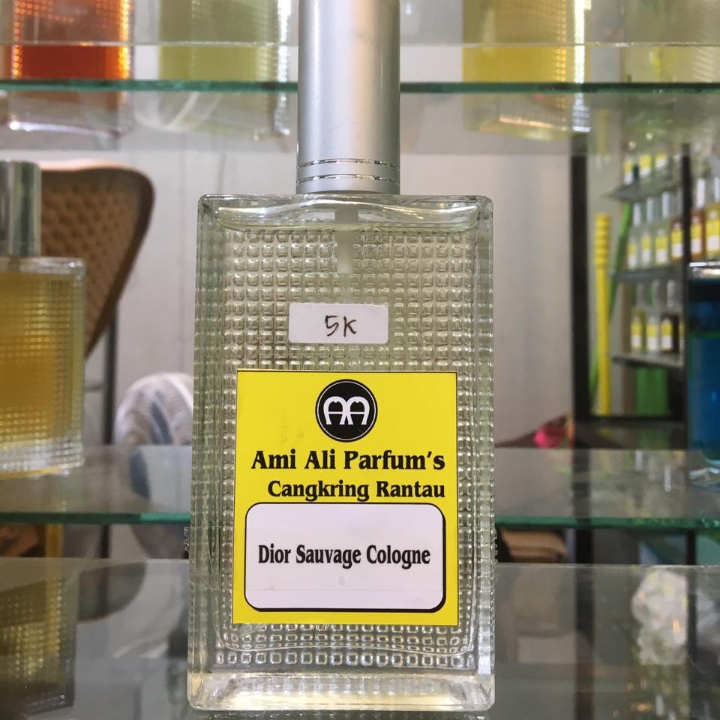 5K
AA
Ami Ali Parfum's
Cangkring Rantau
Dior Sauvage Cologne